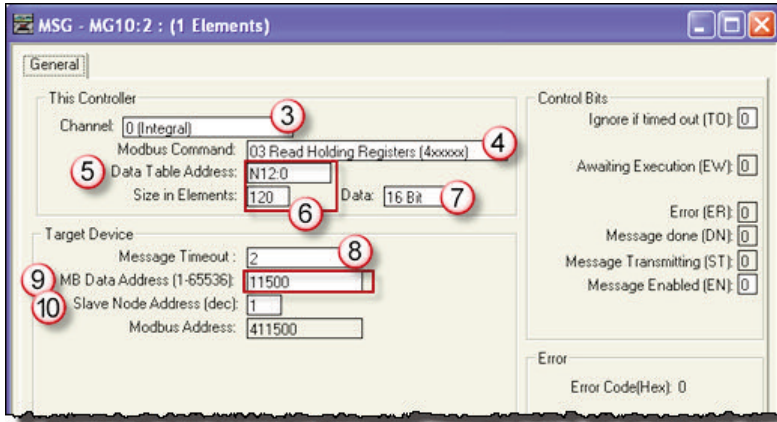 MSG - MG10:2 : (1 Elements)
General
This Controller
Channel: 0 (Integral) 3
Modbus Command: 03 Read Holding Registers (4xxxxx) 4
5 Data Table Address: N12:0
Size in Elements: 120 6 Data: 16 Bit 7
Target Device
Message Timeout : 2 8
9 MB Data Address (1-65536): 11500
10 Slave Node Address (dec): 1
Modbus Address: 411500
Control Bits
Ignore if timed out (TO): 0
Awaiting Execution (EW): 0
Error (ER): 0
Message done (DN): 0
Message Transmitting (ST): 0
Message Enabled (EN): 0
Error
Error Code(Hex): 0